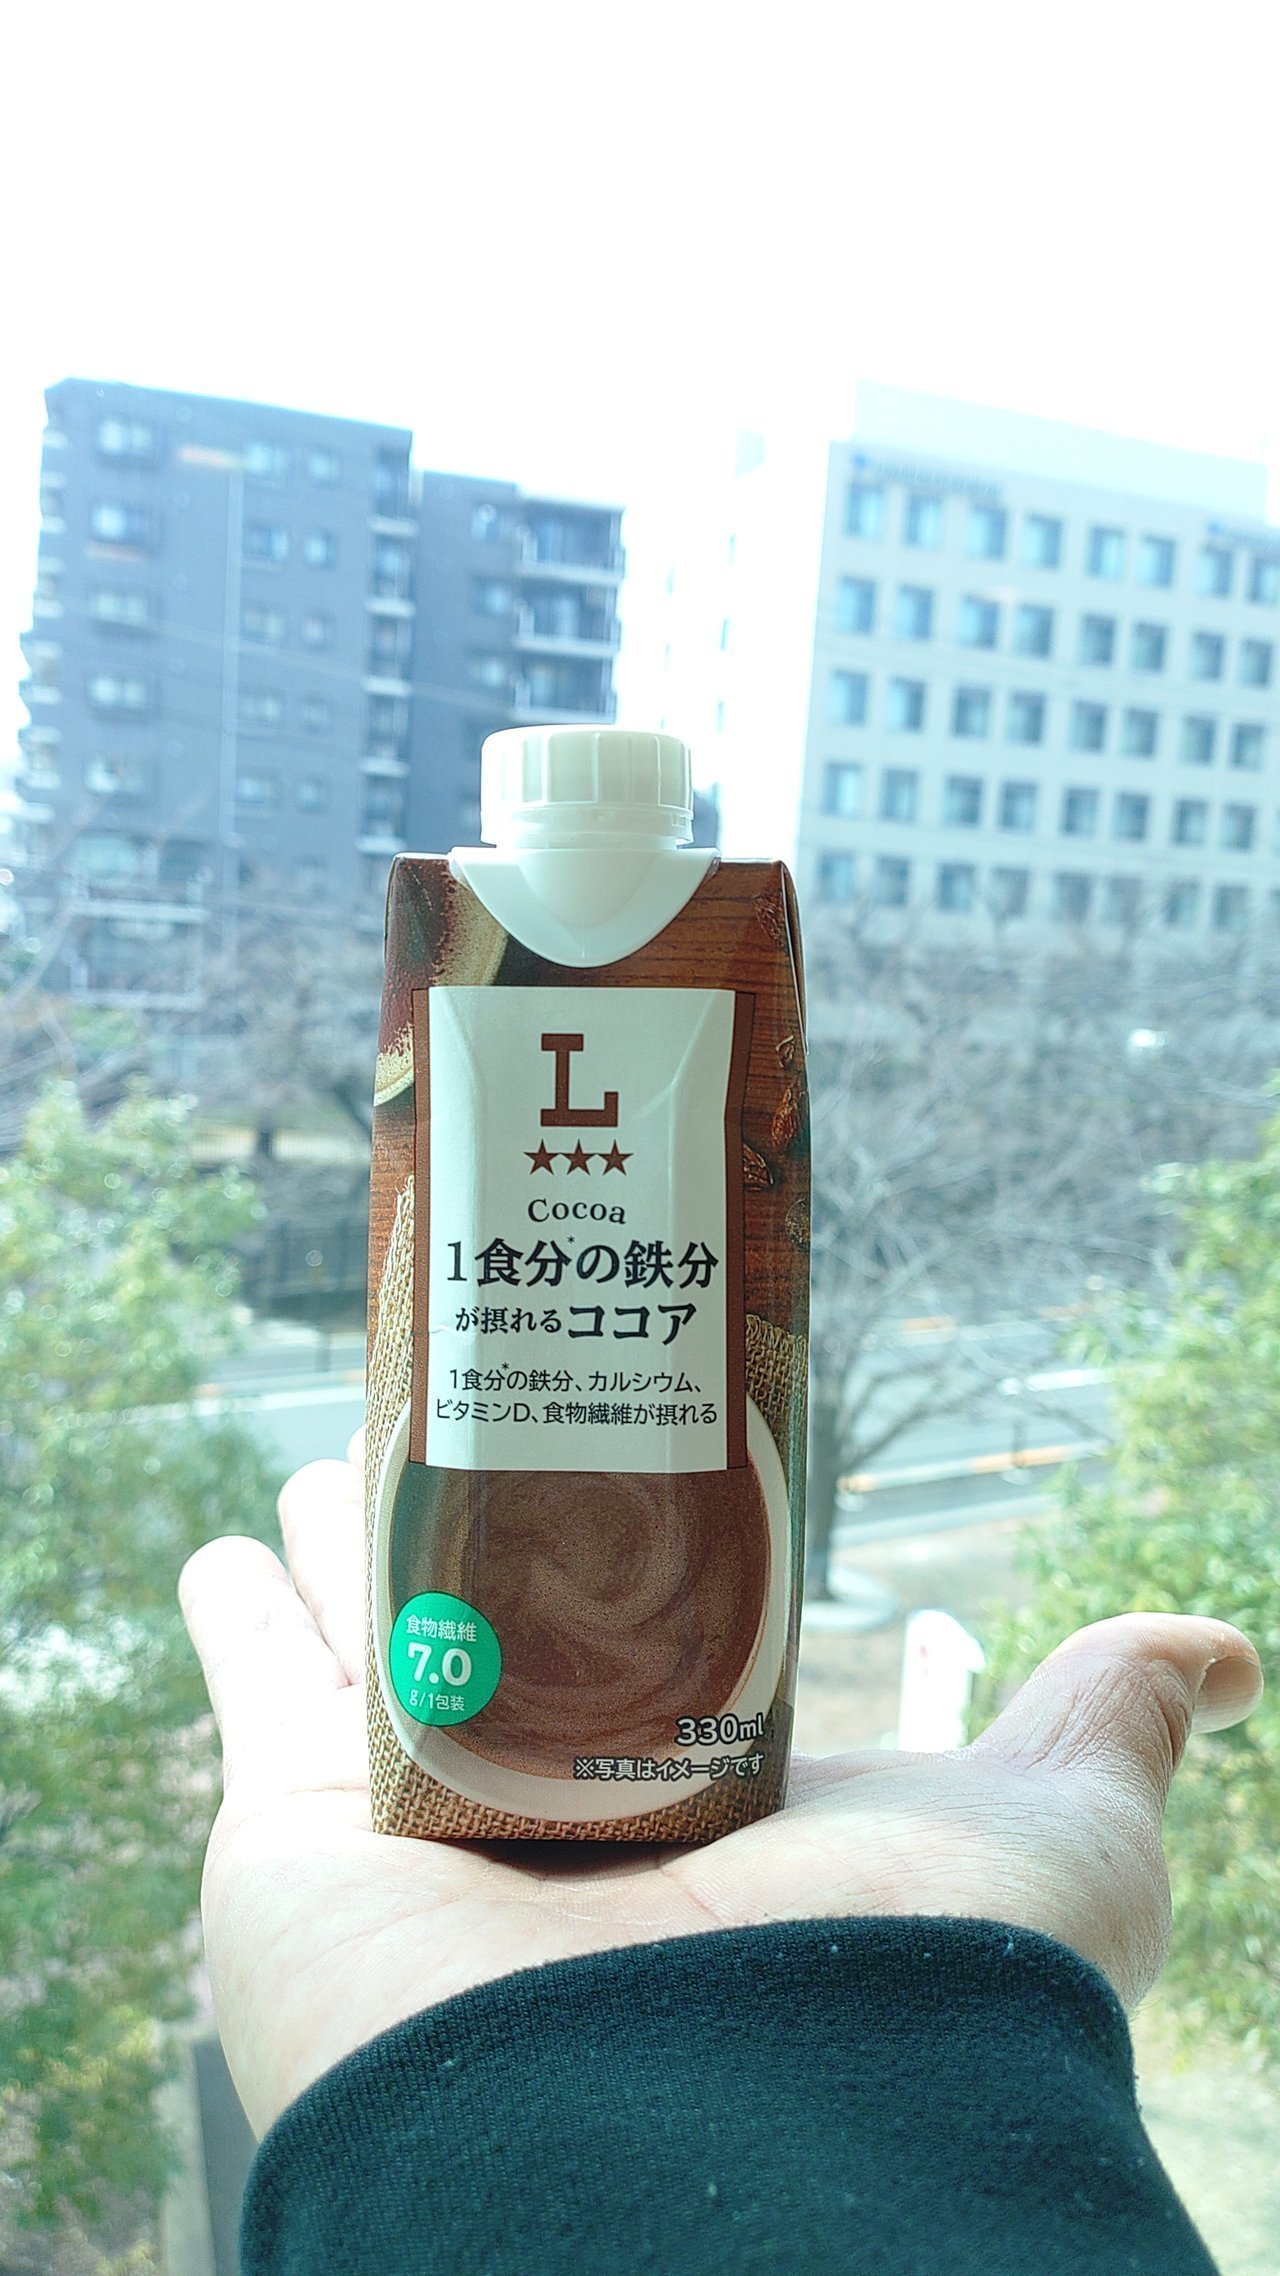 L
★★★
Cocoa
1食分*の鉄分
が摂れるココア
1食分*の鉄分、カルシウム、
ビタミンD、食物繊維が摂れる
食物繊維
7.0
g/1包装
330ml
※写真はイメージです